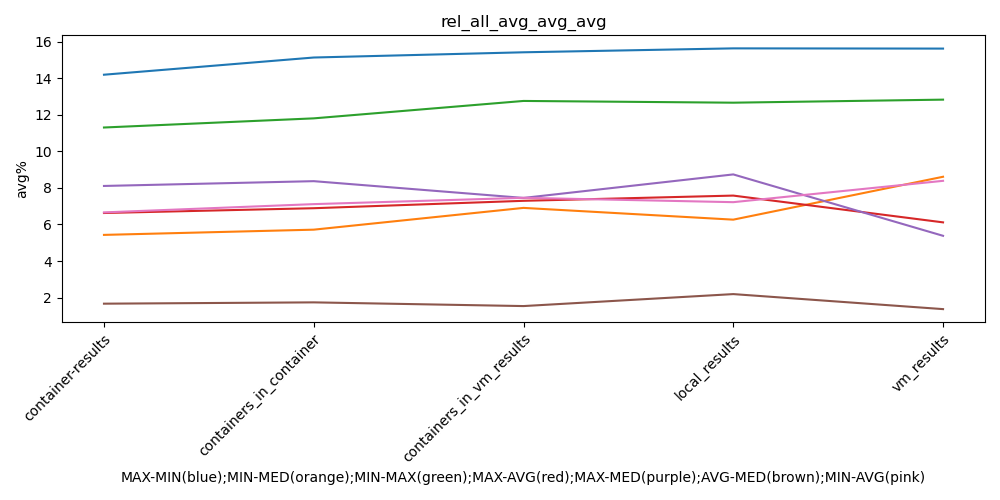 rel_all_avg_avg_avg
avg%
16
14
12
10
8
6
4
2
container-results
containers_in_container
containers_in_vm_results
local_results
vm_results
MAX-MIN(blue);MIN-MED(orange);MIN-MAX(green);MAX-AVG(red);MAX-MED(purple);AVG-MED(brown);MIN-AVG(pink)